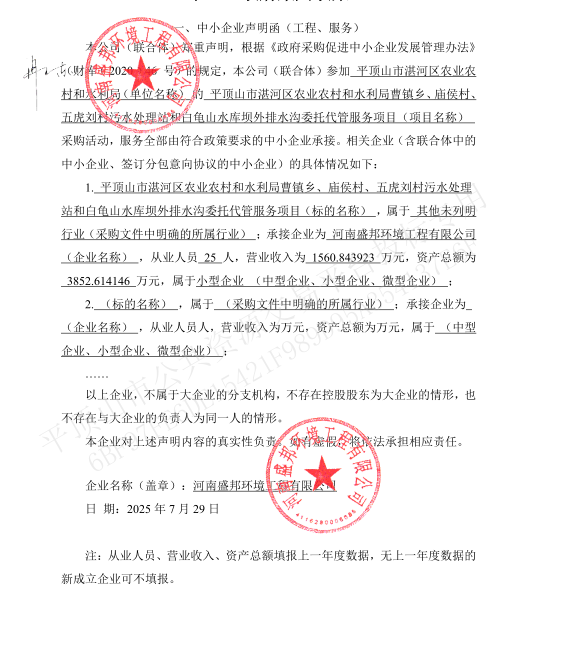 一、中小企业声明函（工程、服务）
本公司（联合体）郑重声明，根据《政府采购促进中小企业发展管理办法》
（财库〔2020〕46 号）的规定，本公司（联合体）参加 平顶山市湛河区农业农
村和水利局(单位名称) 的 平顶山市湛河区农业农村和水利局曹镇乡、庙侯村、
五虎刘村污水处理站和白龟山水库坝外排水沟委托代管服务项目（项目名称）
采购活动，服务全部由符合政策要求的中小企业承接。相关企业（含联合体中的
中小企业、签订分包意向协议的中小企业）的具体情况如下：
1. 平顶山市湛河区农业农村和水利局曹镇乡、庙侯村、五虎刘村污水处理
站和白龟山水库坝外排水沟委托代管服务项目（标的名称） ，属于 其他未列明
行业（采购文件中明确的所属行业）；承接企业为 河南盛邦环境工程有限公司
（企业名称），从业人员 25 人，营业收入为 1560.843923 万元，资产总额为
3852.614146 万元，属于小型企业 （中型企业、小型企业、微型企业） ；
2. （标的名称） ，属于 （采购文件中明确的所属行业） ；承接企业为
（企业名称） ，从业人员人，营业收入为万元，资产总额为万元，属于 （中型
企业、小型企业、微型企业） ；
……
以上企业，不属于大企业的分支机构，不存在控股股东为大企业的情形，也
不存在与大企业的负责人为同一人的情形。
本企业对上述声明内容的真实性负责。如有虚假，将依法承担相应责任。
企业名称（盖章）：河南盛邦环境工程有限公司
日 期：2025 年 7 月 29 日
河南盛邦环境工程有限公司
注：从业人员、营业收入、资产总额填报上一年度数据，无上一年度数据的
新成立企业可不填报。